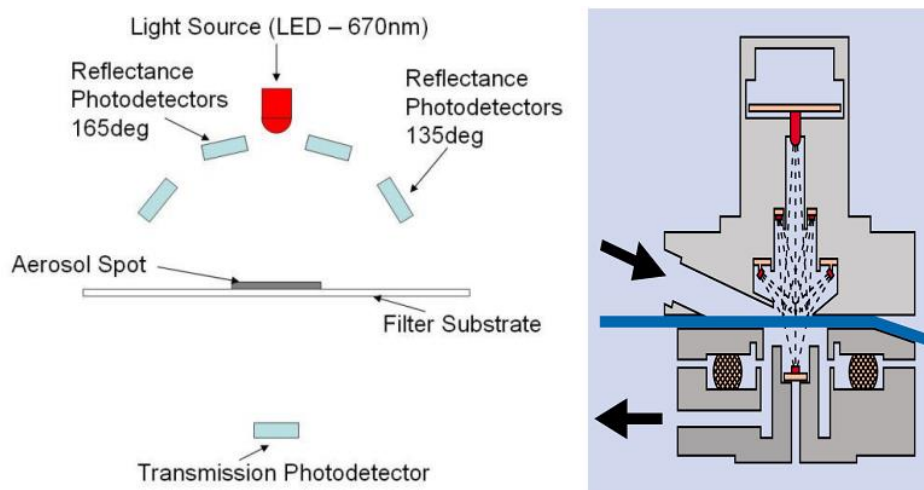 Light Source (LED – 670nm)
Reflectance
Photodetectors
165deg
Reflectance
Photodetectors
135deg
Aerosol Spot
Filter Substrate
Transmission Photodetector